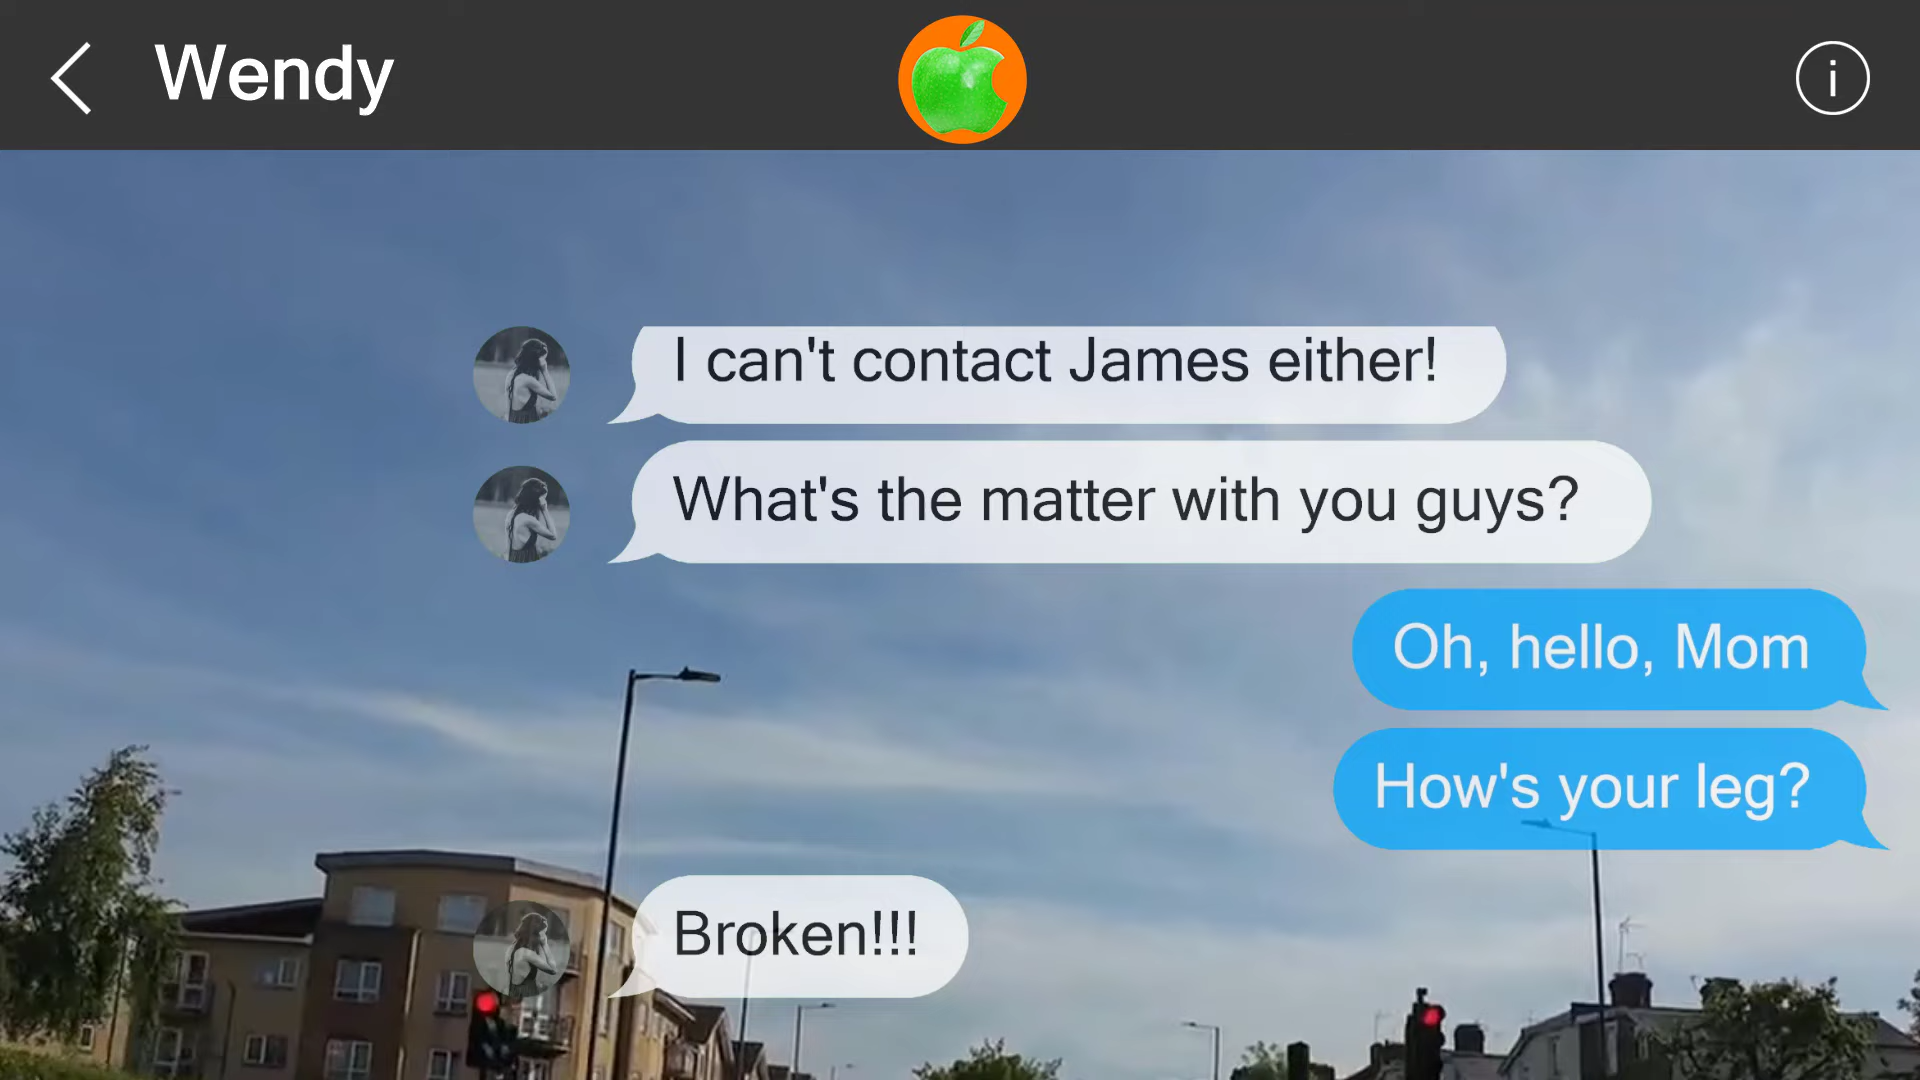 Wendy
i
I can't contact James either!
What's the matter with you guys?
Oh, hello, Mom
How's your leg?
Broken!!!